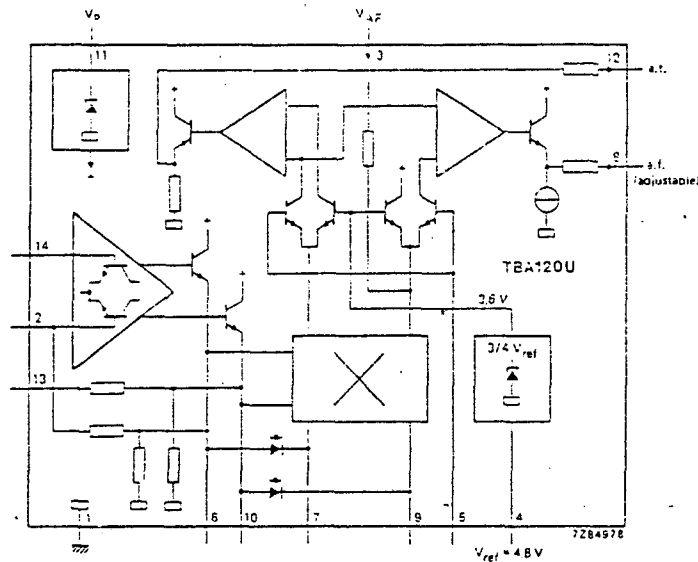 Vp
VAF
11
3
12
a.f.
8
a.f.
(adjustable)
TBA120U
14
2
3,6 V
3/4 Vref
13
1
6
10
7
9
5
4
7Z84978
Vref = 4,8 V